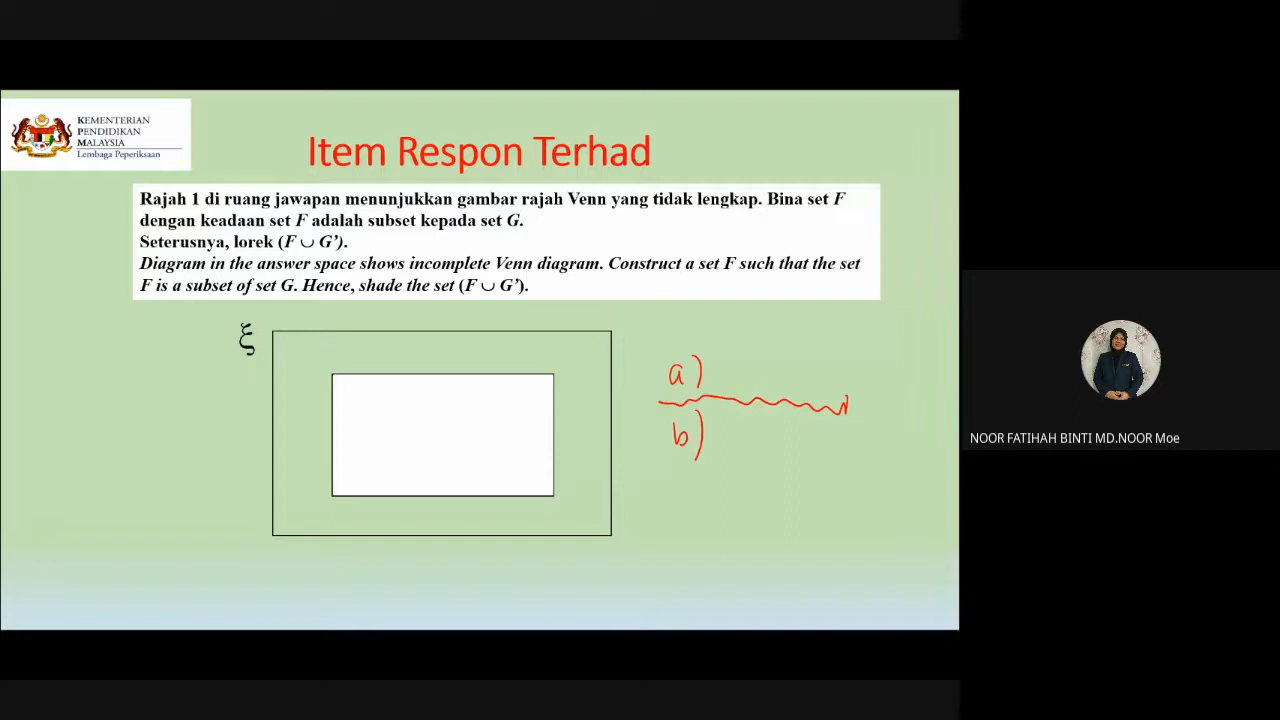 KEMENTERIAN
PENDIDIKAN
MALAYSIA
Lembaga Peperiksaan
Item Respon Terhad
Rajah 1 di ruang jawapan menunjukkan gambar rajah Venn yang tidak lengkap. Bina set F
dengan keadaan set F adalah subset kepada set G.
Seterusnya, lorek (F ∪ G’).
Diagram in the answer space shows incomplete Venn diagram. Construct a set F such that the set
F is a subset of set G. Hence, shade the set (F ∪ G’).
ξ
a)
b)
NOOR FATIHAH BINTI MD.NOOR Moe